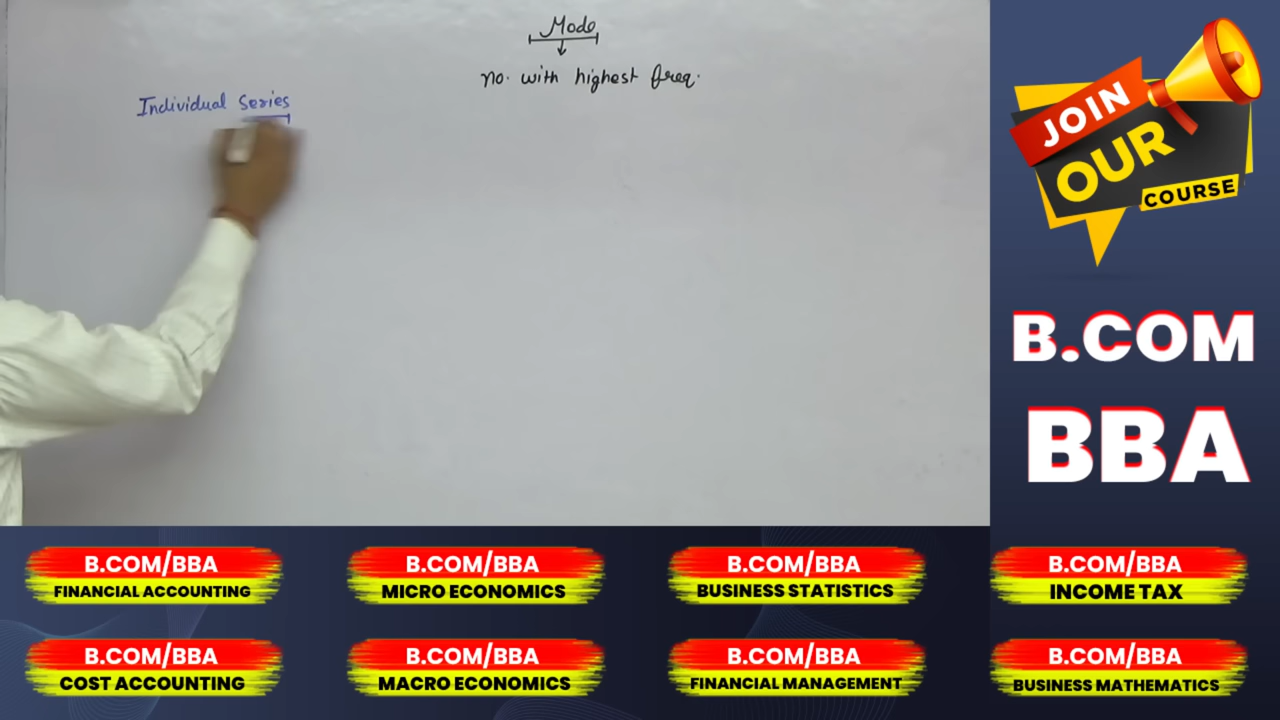 Mode
no. with highest freq.
Individual Series
JOIN
OUR
COURSE
B.COM
BBA
B.COM/BBA
FINANCIAL ACCOUNTING
B.COM/BBA
MICRO ECONOMICS
B.COM/BBA
BUSINESS STATISTICS
B.COM/BBA
INCOME TAX
B.COM/BBA
COST ACCOUNTING
B.COM/BBA
MACRO ECONOMICS
B.COM/BBA
FINANCIAL MANAGEMENT
B.COM/BBA
BUSINESS MATHEMATICS